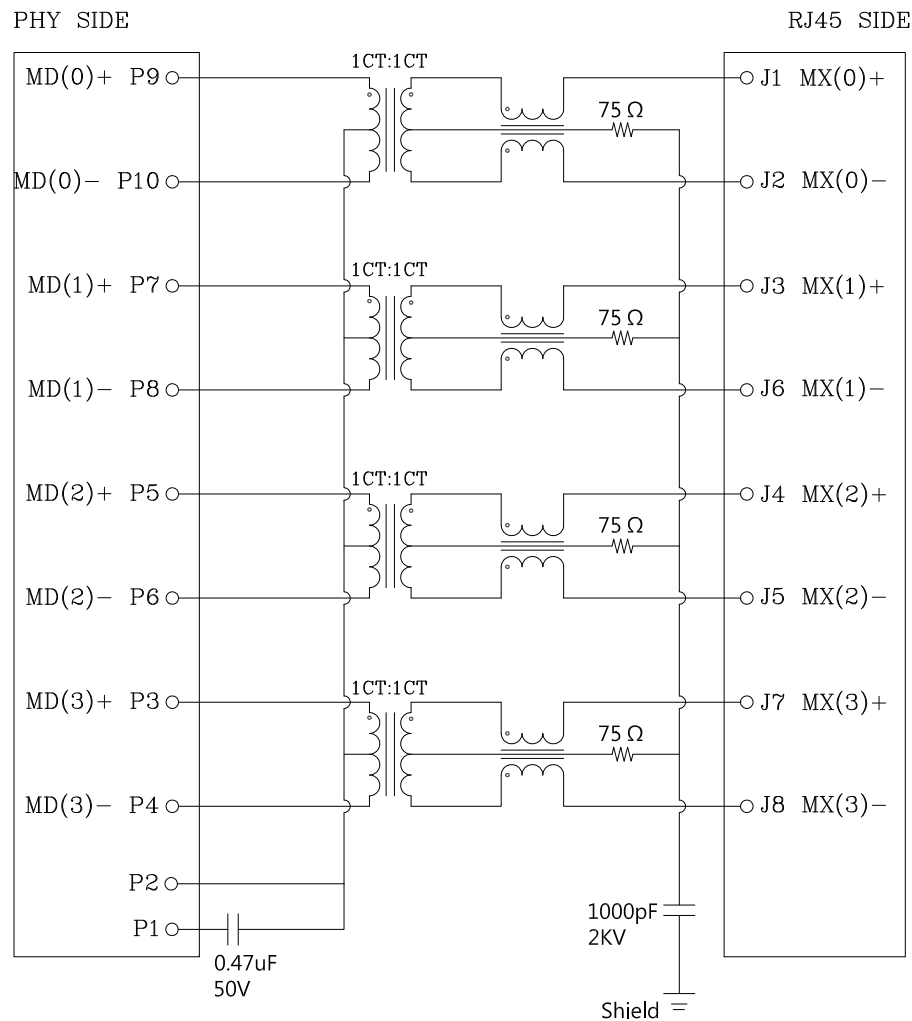 PHY SIDE RJ45 SIDE
1CT:1CT
MD(0)+ P9 J1 MX(0)+
75 Ω
MD(0)- P10 J2 MX(0)-
1CT:1CT
MD(1)+ P7 J3 MX(1)+
75 Ω
MD(1)- P8 J6 MX(1)-
1CT:1CT
MD(2)+ P5 J4 MX(2)+
75 Ω
MD(2)- P6 J5 MX(2)-
1CT:1CT
MD(3)+ P3 J7 MX(3)+
75 Ω
MD(3)- P4 J8 MX(3)-
P2
P1
1000pF
2KV
0.47uF
50V
Shield